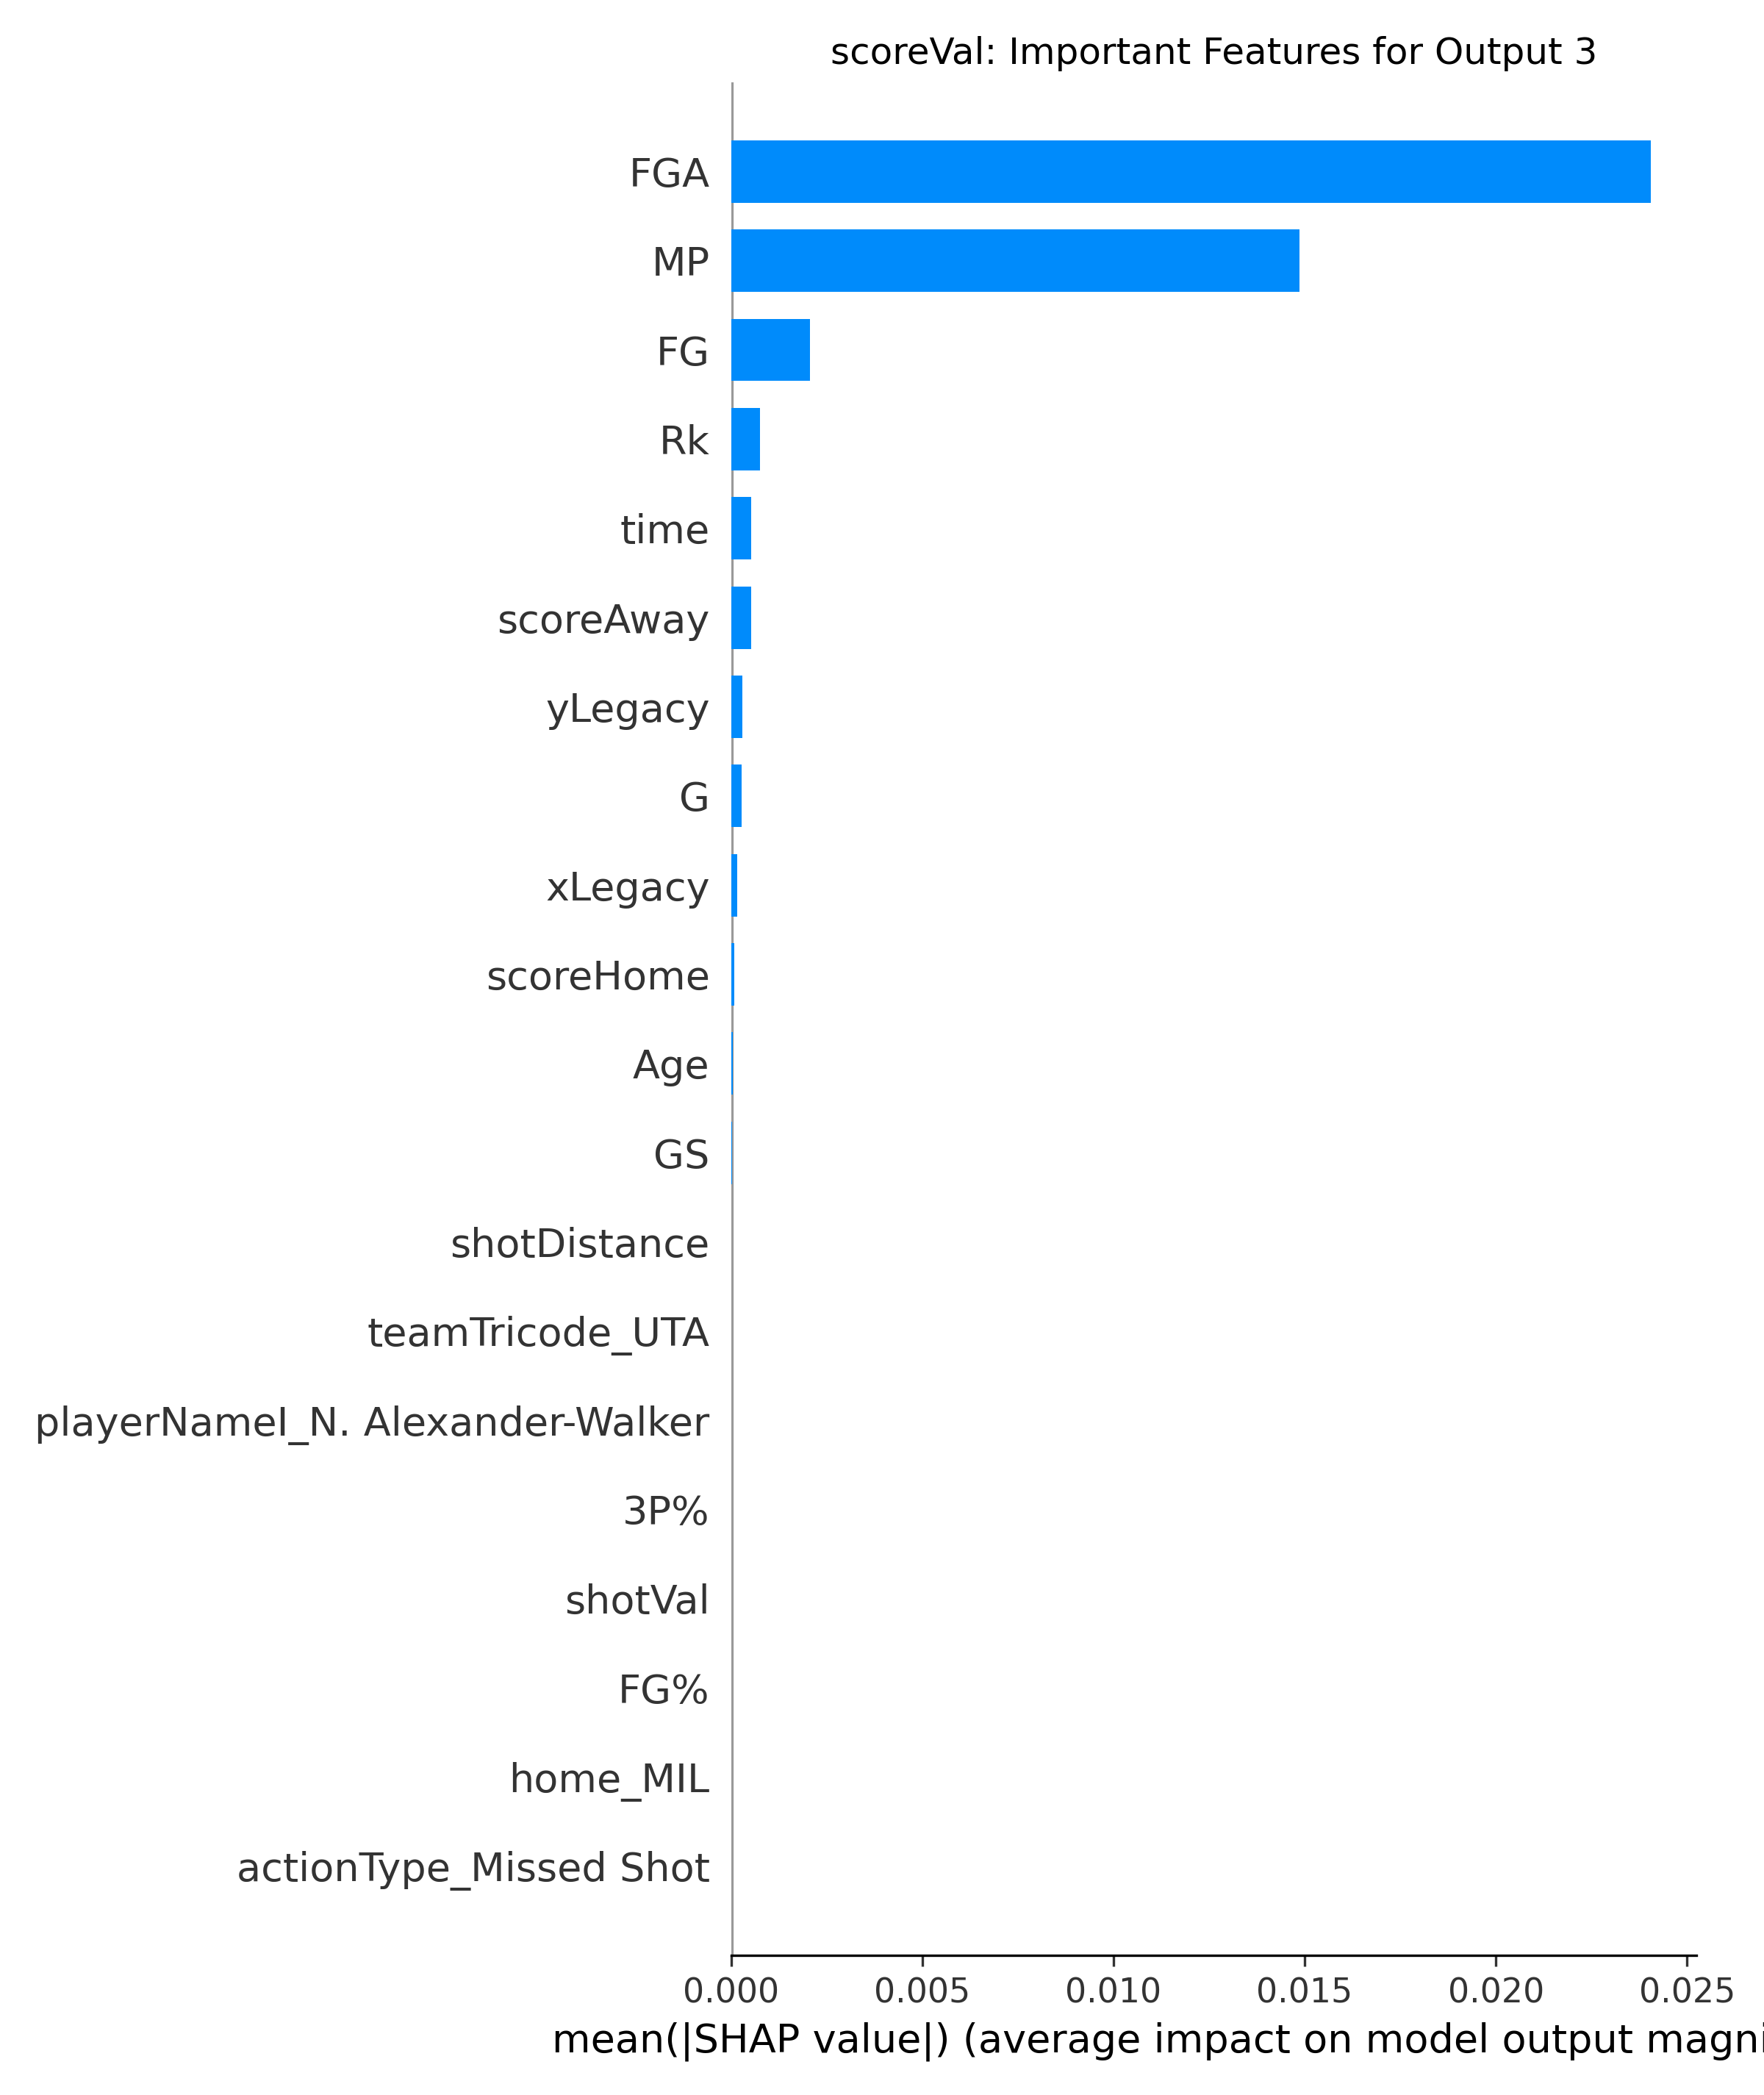 scoreVal: Important Features for Output 3
FGA
MP
FG
Rk
time
scoreAway
yLegacy
G
xLegacy
scoreHome
Age
GS
shotDistance
teamTricode_UTA
playerNameI_N. Alexander-Walker
3P%
shotVal
FG%
home_MIL
actionType_Missed Shot
0.000 0.005 0.010 0.015 0.020 0.025
mean(|SHAP value|) (average impact on model output magni